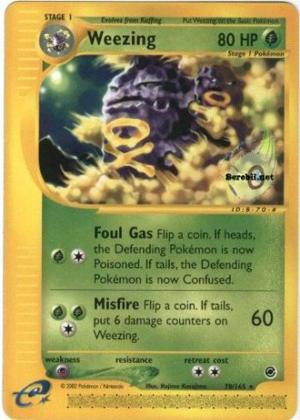 STAGE 1
Evolves from Koffing
Put Weezing on the Basic Pokémon
Weezing
80 HP
Stage 1 Pokémon
Serebii.net
Foul Gas Flip a coin. If heads,
the Defending Pokémon is now
Poisoned. If tails, the Defending
Pokémon is now Confused.
Misfire Flip a coin. If tails,
put 6 damage counters on
Weezing.
60
weakness
resistance
retreat cost
©2002 Pokémon / Nintendo
Illus. Hajime Kusajima
e